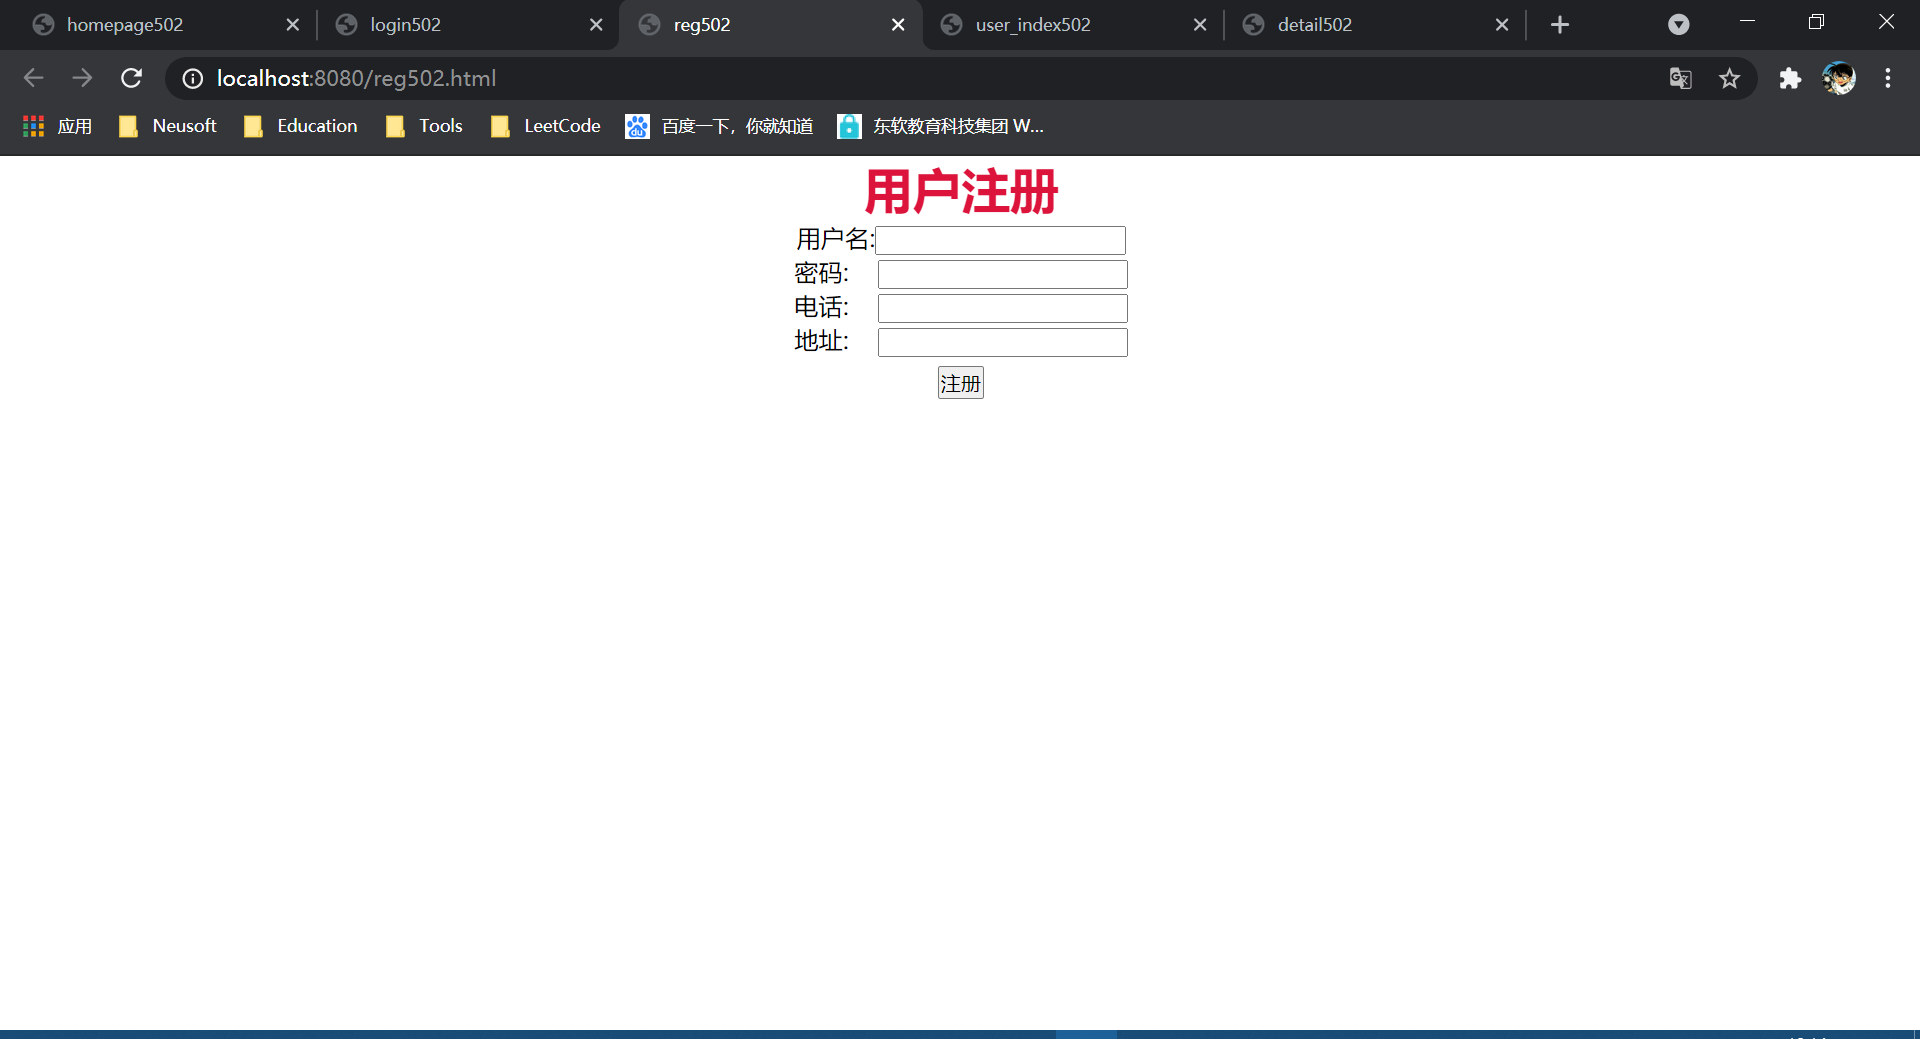 homepage502
login502
reg502
user_index502
detail502
localhost:8080/reg502.html
应用
Neusoft
Education
Tools
LeetCode
du
百度一下，你就知道
东软教育科技集团 W...
用户注册
用户名:
密码:
电话:
地址:
注册